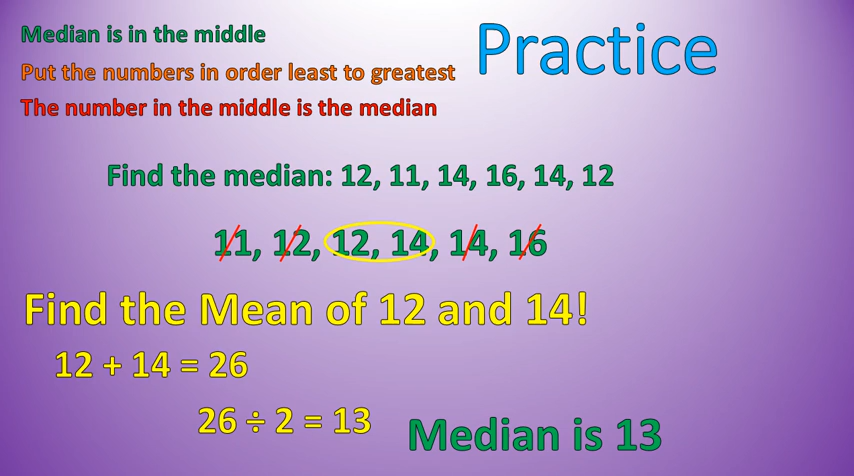 Median is in the middle
Practice
Put the numbers in order least to greatest
The number in the middle is the median
Find the median: 12, 11, 14, 16, 14, 12
11, 12, 12, 14, 14, 16
Find the Mean of 12 and 14!
12 + 14 = 26
26 ÷ 2 = 13
Median is 13